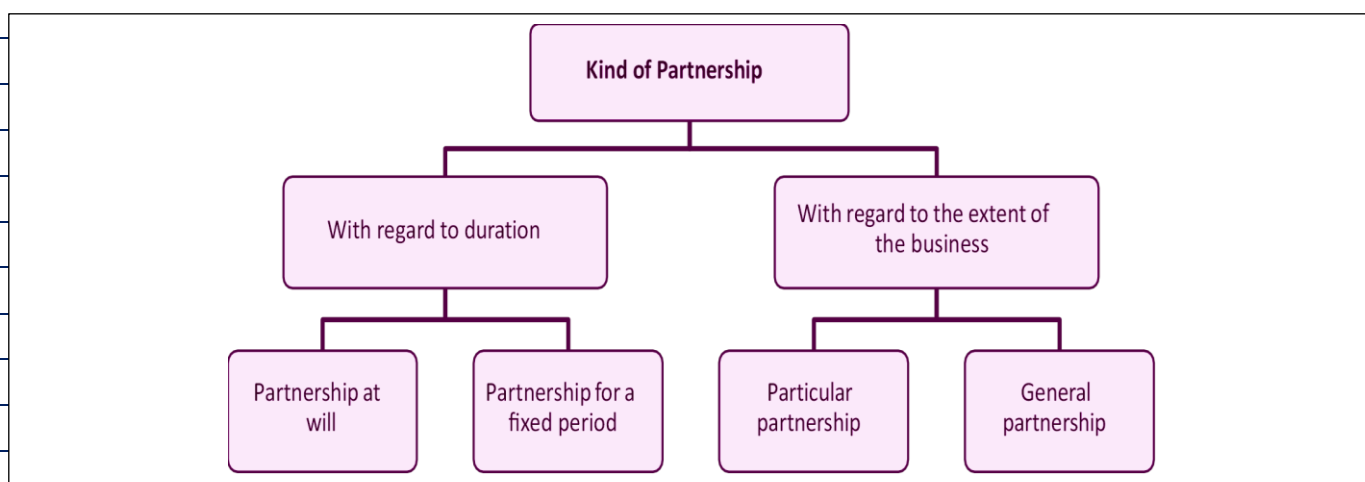 Kind of Partnership
With regard to duration
With regard to the extent of
the business
Partnership at
will
Partnership for a
fixed period
Particular
partnership
General
partnership